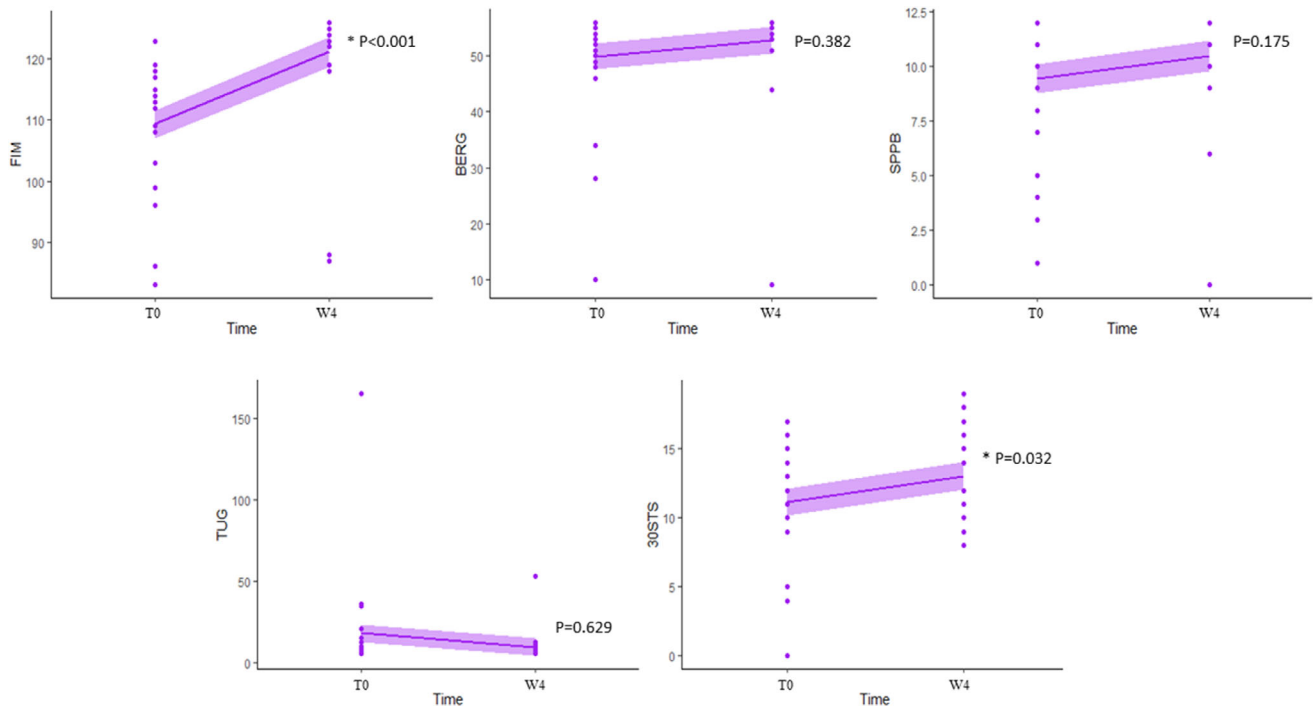 120
110
100
90
FIM
* P<0.001
T0
W4
Time
50
40
30
20
10
BERG
P=0.382
T0
W4
Time
12.5
10.0
7.5
5.0
2.5
0.0
SPPB
P=0.175
T0
W4
Time
150
100
50
0
TUG
P=0.629
T0
W4
Time
15
10
5
0
30STS
* P=0.032
T0
W4
Time